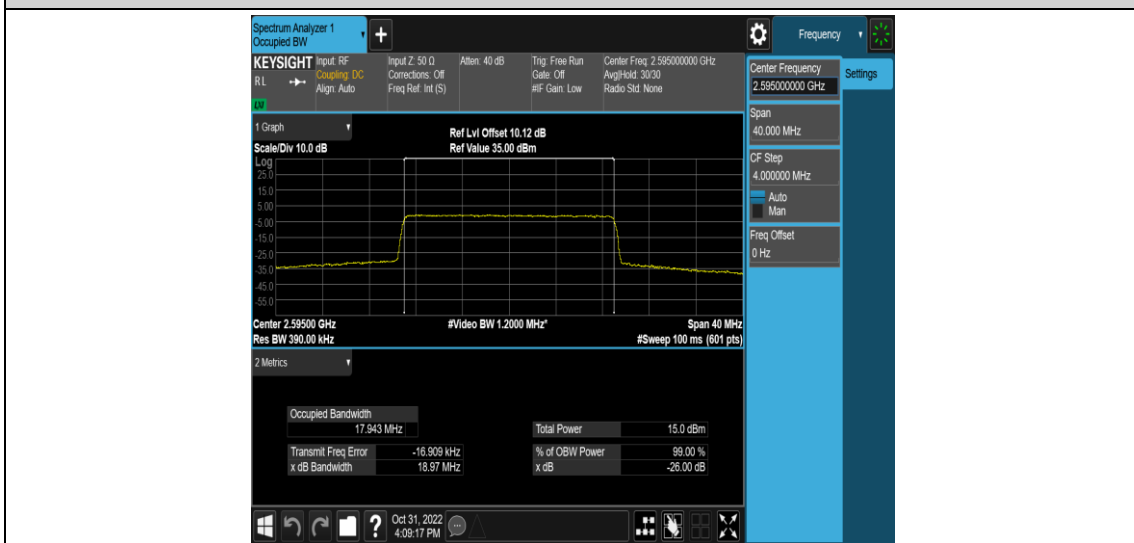 Spectrum Analyzer 1
Occupied BW
+
Frequency
KEYSIGHT
RL
LXI
Input: RF
Coupling: DC
Align: Auto
Input Z: 50 Ω
Corrections: Off
Freq Ref: Int (S)
Atten: 40 dB
Trig: Free Run
Gate: Off
#IF Gain: Low
Center Freq: 2.595000000 GHz
Avg|Hold: 30/30
Radio Std: None
Center Frequency
2.595000000 GHz
Settings
Span
40.000 MHz
CF Step
4.000000 MHz
Auto
Man
Freq Offset
0 Hz
1 Graph
Scale/Div 10.0 dB
Ref Lvl Offset 10.12 dB
Ref Value 35.00 dBm
Log
25.0
15.0
5.00
-5.00
-15.0
-25.0
-35.0
-45.0
-55.0
Center 2.59500 GHz
Res BW 390.00 kHz
#Video BW 1.2000 MHz*
Span 40 MHz
#Sweep 100 ms (601 pts)
2 Metrics
Occupied Bandwidth
17.943 MHz
Total Power 15.0 dBm
Transmit Freq Error -16.909 kHz
% of OBW Power 99.00 %
x dB Bandwidth 18.97 MHz
x dB -26.00 dB
?
Oct 31, 2022
4:09:17 PM